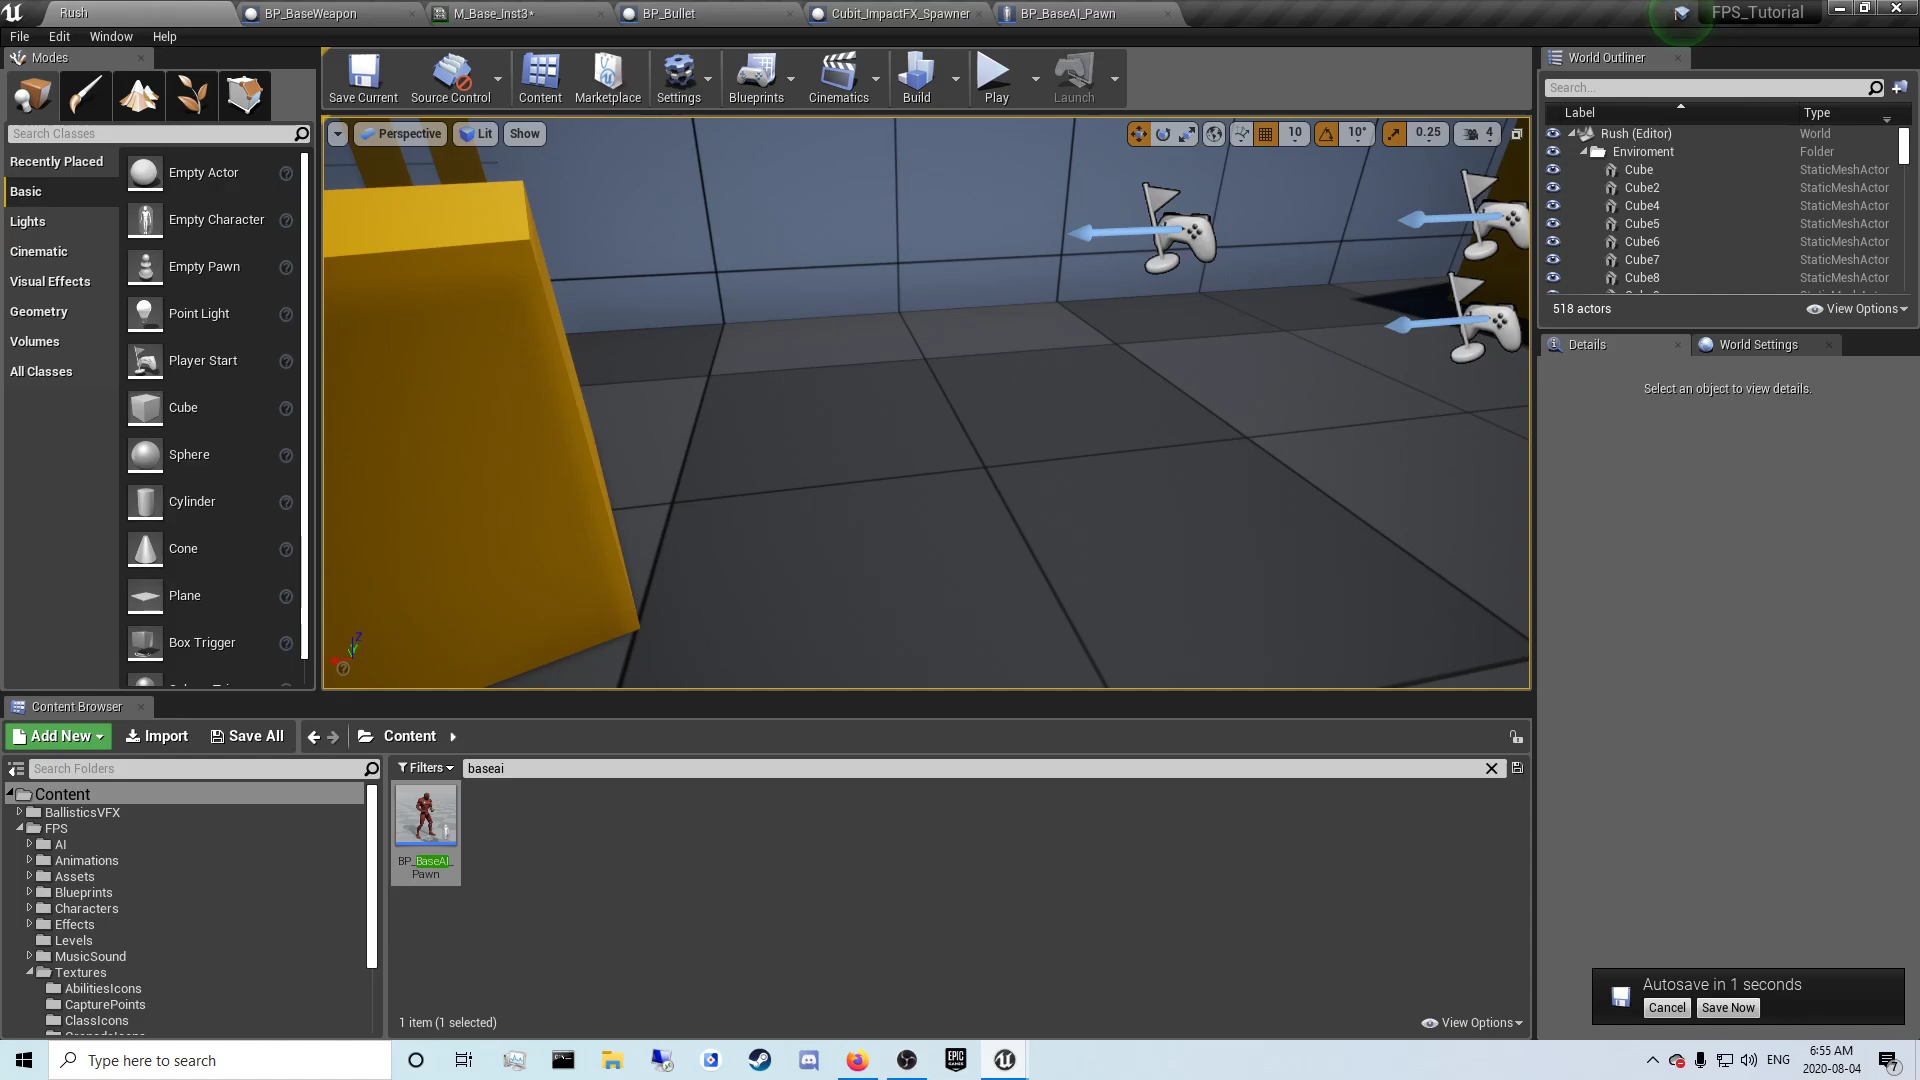 Rush
BP_BaseWeapon
M_Base_Inst3*
BP_Bullet
Cubit_ImpactFX_Spawner
BP_BaseAI_Pawn
FPS_Tutorial
File
Edit
Window
Help
Modes
Search Classes
Recently Placed
Basic
Lights
Cinematic
Visual Effects
Geometry
Volumes
All Classes
Empty Actor
Empty Character
Empty Pawn
Point Light
Player Start
Cube
Sphere
Cylinder
Cone
Plane
Box Trigger
Save Current
Source Control
Content
Marketplace
Settings
Blueprints
Cinematics
Build
Play
Launch
Perspective
Lit
Show
10
10°
0.25
4
Z
World Outliner
Search...
Label
Type
Rush (Editor)
World
Enviroment
Folder
Cube
StaticMeshActor
Cube2
StaticMeshActor
Cube4
StaticMeshActor
Cube5
StaticMeshActor
Cube6
StaticMeshActor
Cube7
StaticMeshActor
Cube8
StaticMeshActor
518 actors
View Options
Details
World Settings
Select an object to view details.
Content Browser
Add New
Import
Save All
Content
Search Folders
Content
BallisticsVFX
FPS
AI
Animations
Assets
Blueprints
Characters
Effects
Levels
MusicSound
Textures
AbilitiesIcons
CapturePoints
ClassIcons
Filters
baseai
BP_BaseAI_
Pawn
1 item (1 selected)
View Options
Autosave in 1 seconds
Cancel
Save Now
Type here to search
EPIC
GAMES
ENG
6:55 AM
2020-08-04
7